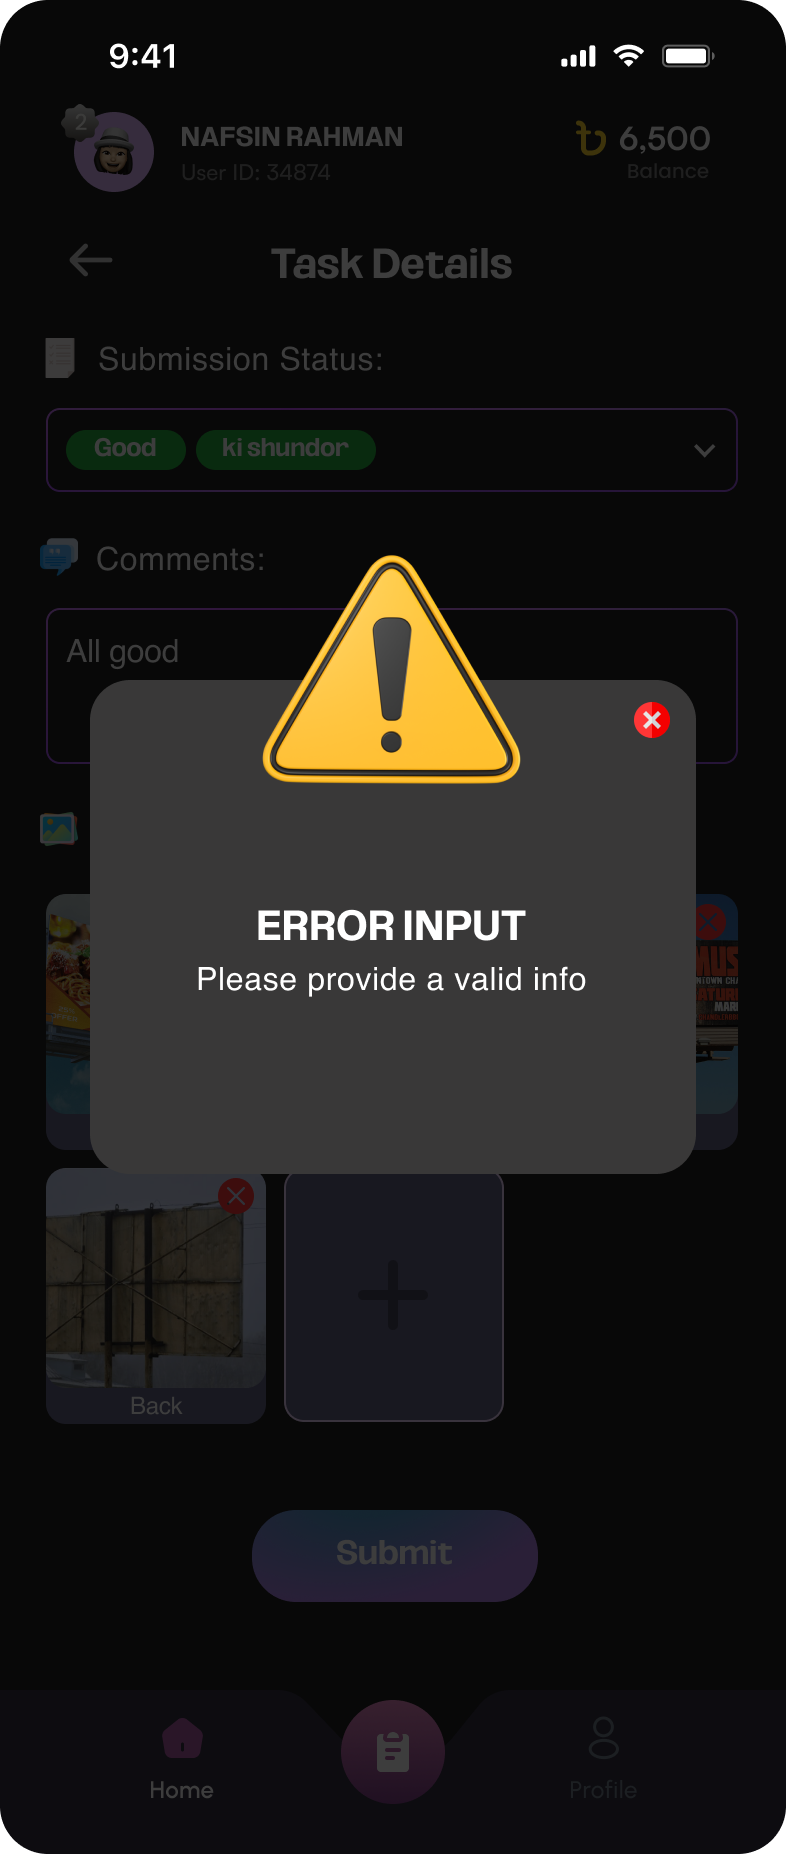 9:41
2
NAFSIN RAHMAN
User ID: 34874
6,500
Balance
Task Details
Submission Status:
Good
ki shundor
Comments:
All good
ERROR INPUT
Please provide a valid info
Back
Submit
Home
Profile